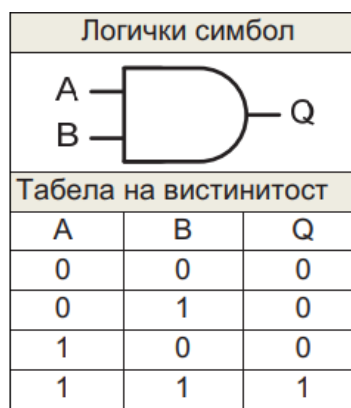 Логички симбол
A
Q
B
Табела на вистинитост
A B Q
0 0 0
0 1 0
1 0 0
1 1 1